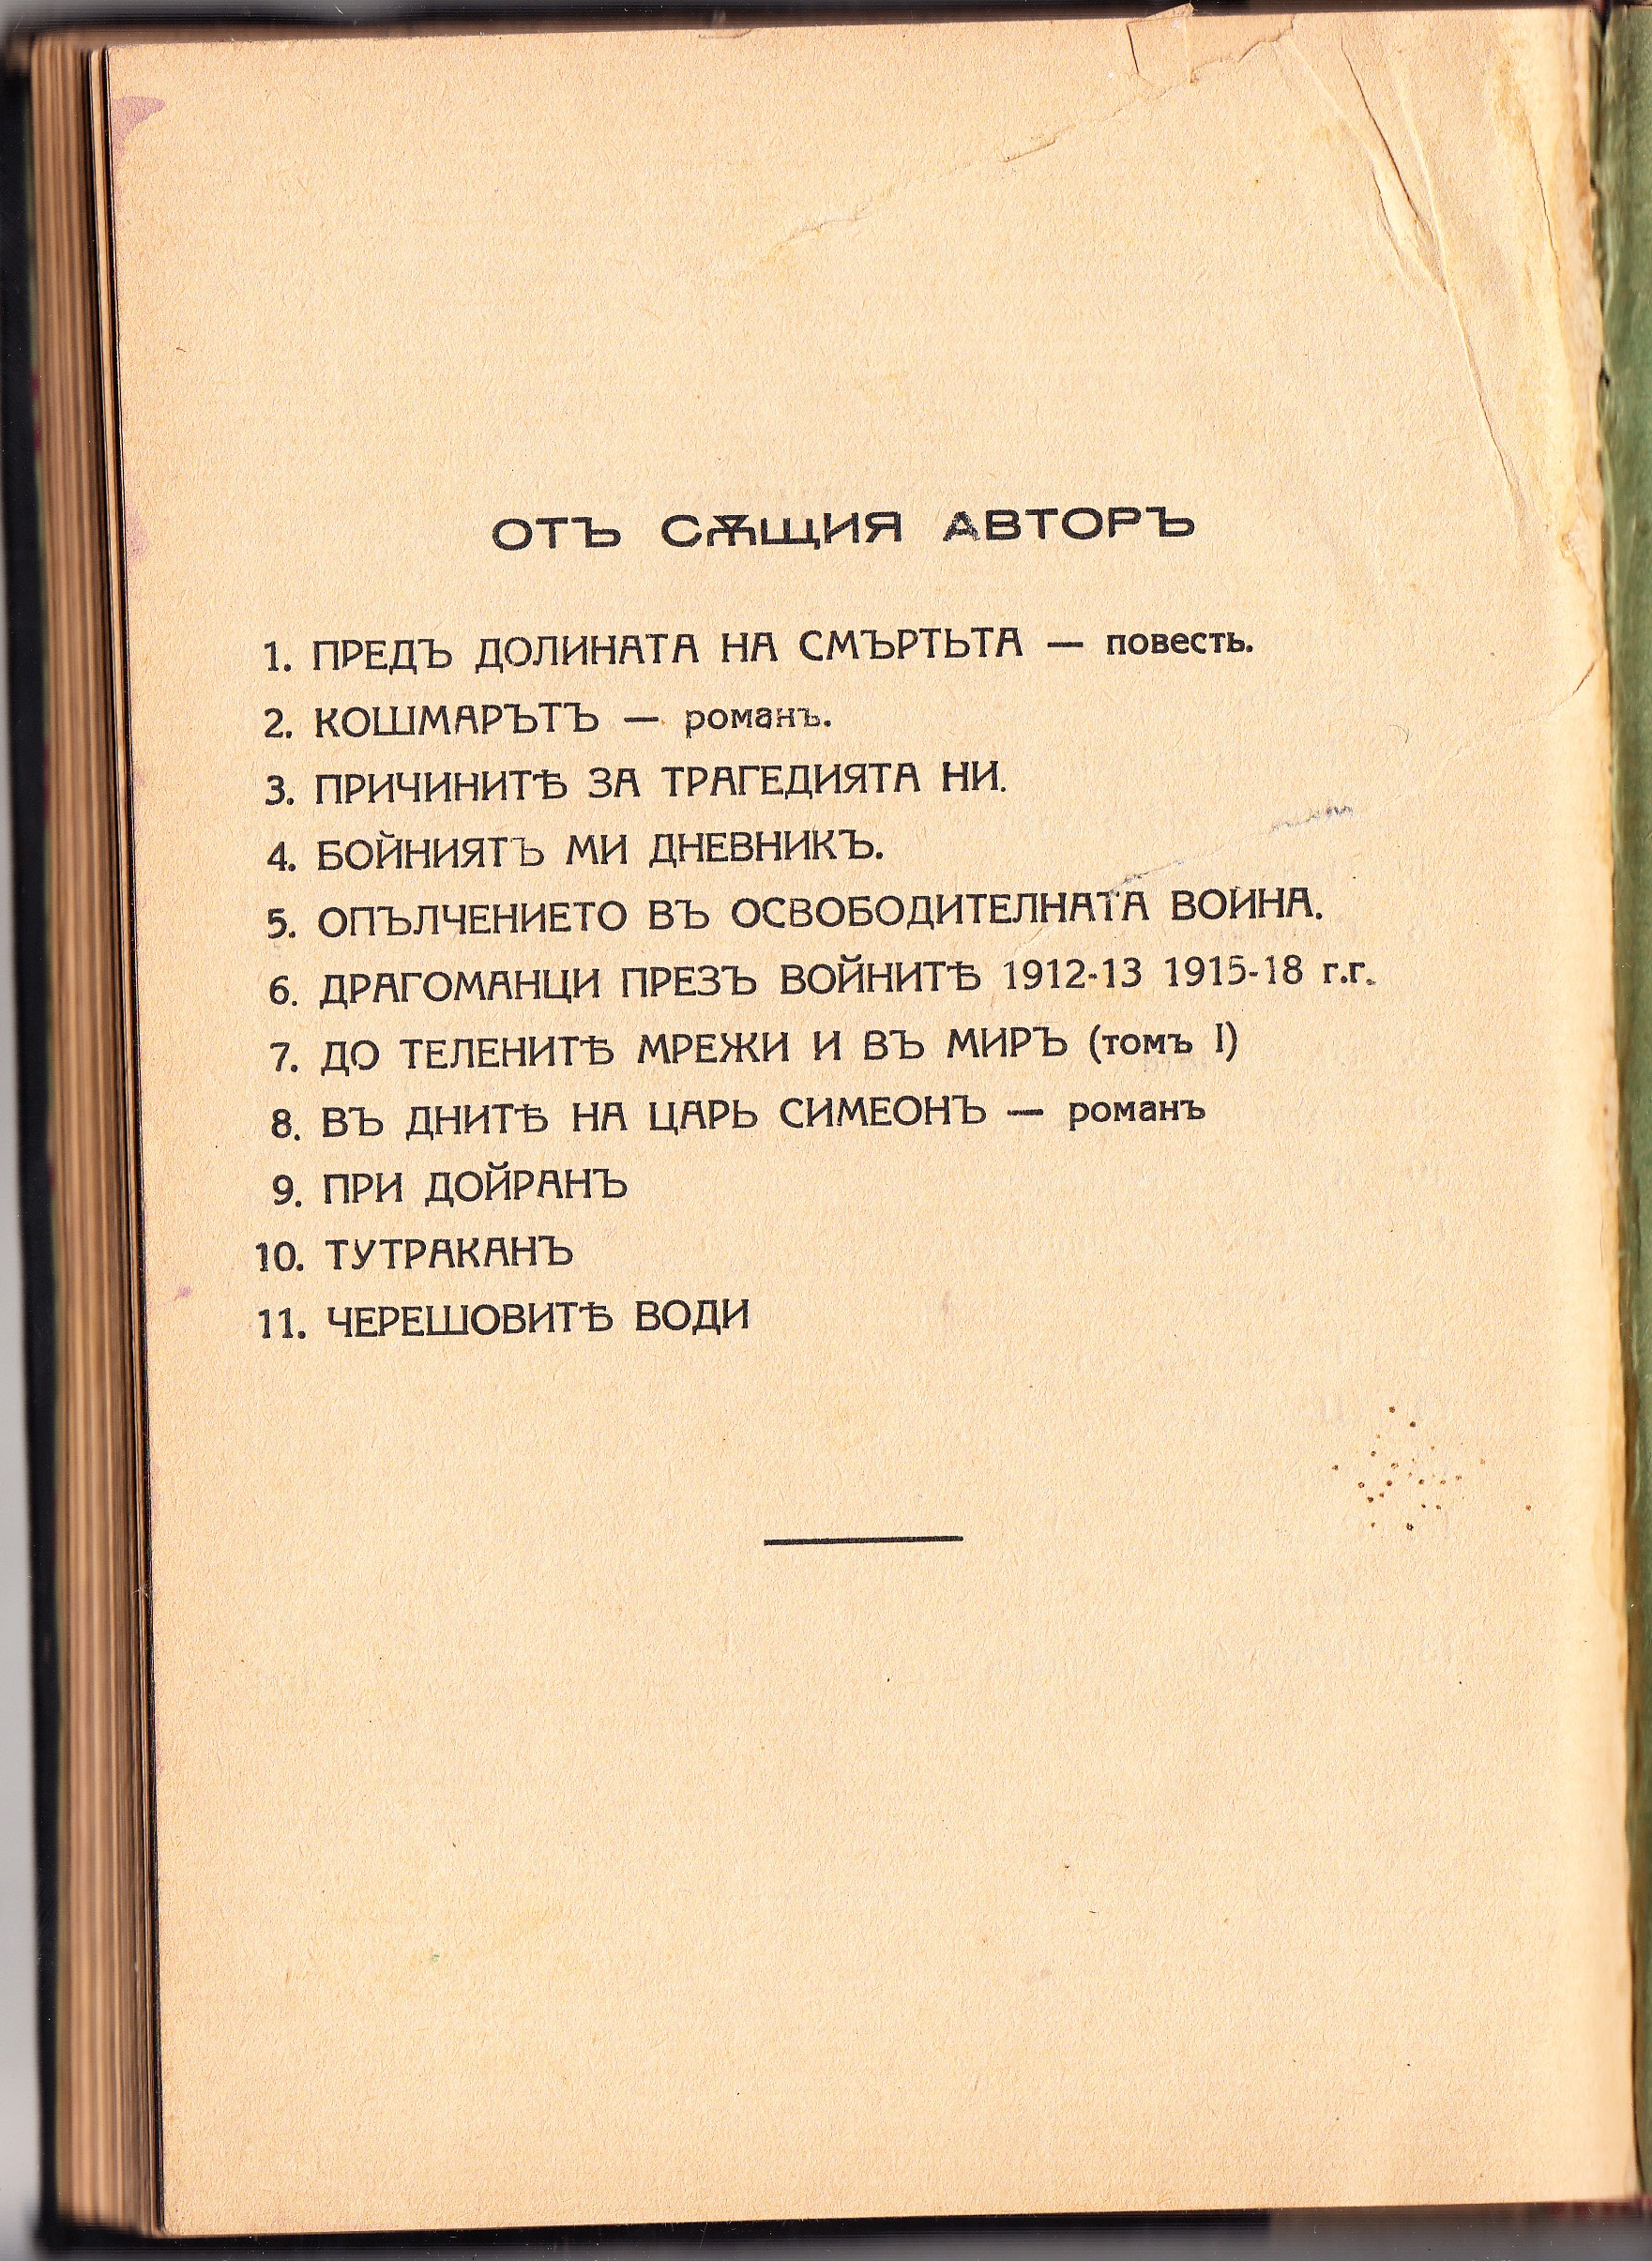 ОТЪ СѪЩИЯ АВТОРЪ
1. ПРЕДЪ ДОЛИНАТА НА СМЪРТЬТА — повесть.
2. КОШМАРЪТЪ — романъ.
3. ПРИЧИНИТѢ ЗА ТРАГЕДИЯТА НИ.
4. БОЙНИЯТЪ МИ ДНЕВНИКЪ.
5. ОПЪЛЧЕНИЕТО ВЪ ОСВОБОДИТЕЛНАТА ВОЙНА.
6. ДРАГОМАНЦИ ПРЕЗЪ ВОЙНИТѢ 1912-13 1915-18 г.г.
7. ДО ТЕЛЕНИТѢ МРЕЖИ И ВЪ МИРЪ (томъ I)
8. ВЪ ДНИТѢ НА ЦАРЬ СИМЕОНЪ — романъ
9. ПРИ ДОЙРАНЪ
10. ТУТРАКАНЪ
11. ЧЕРЕШОВИТѢ ВОДИ